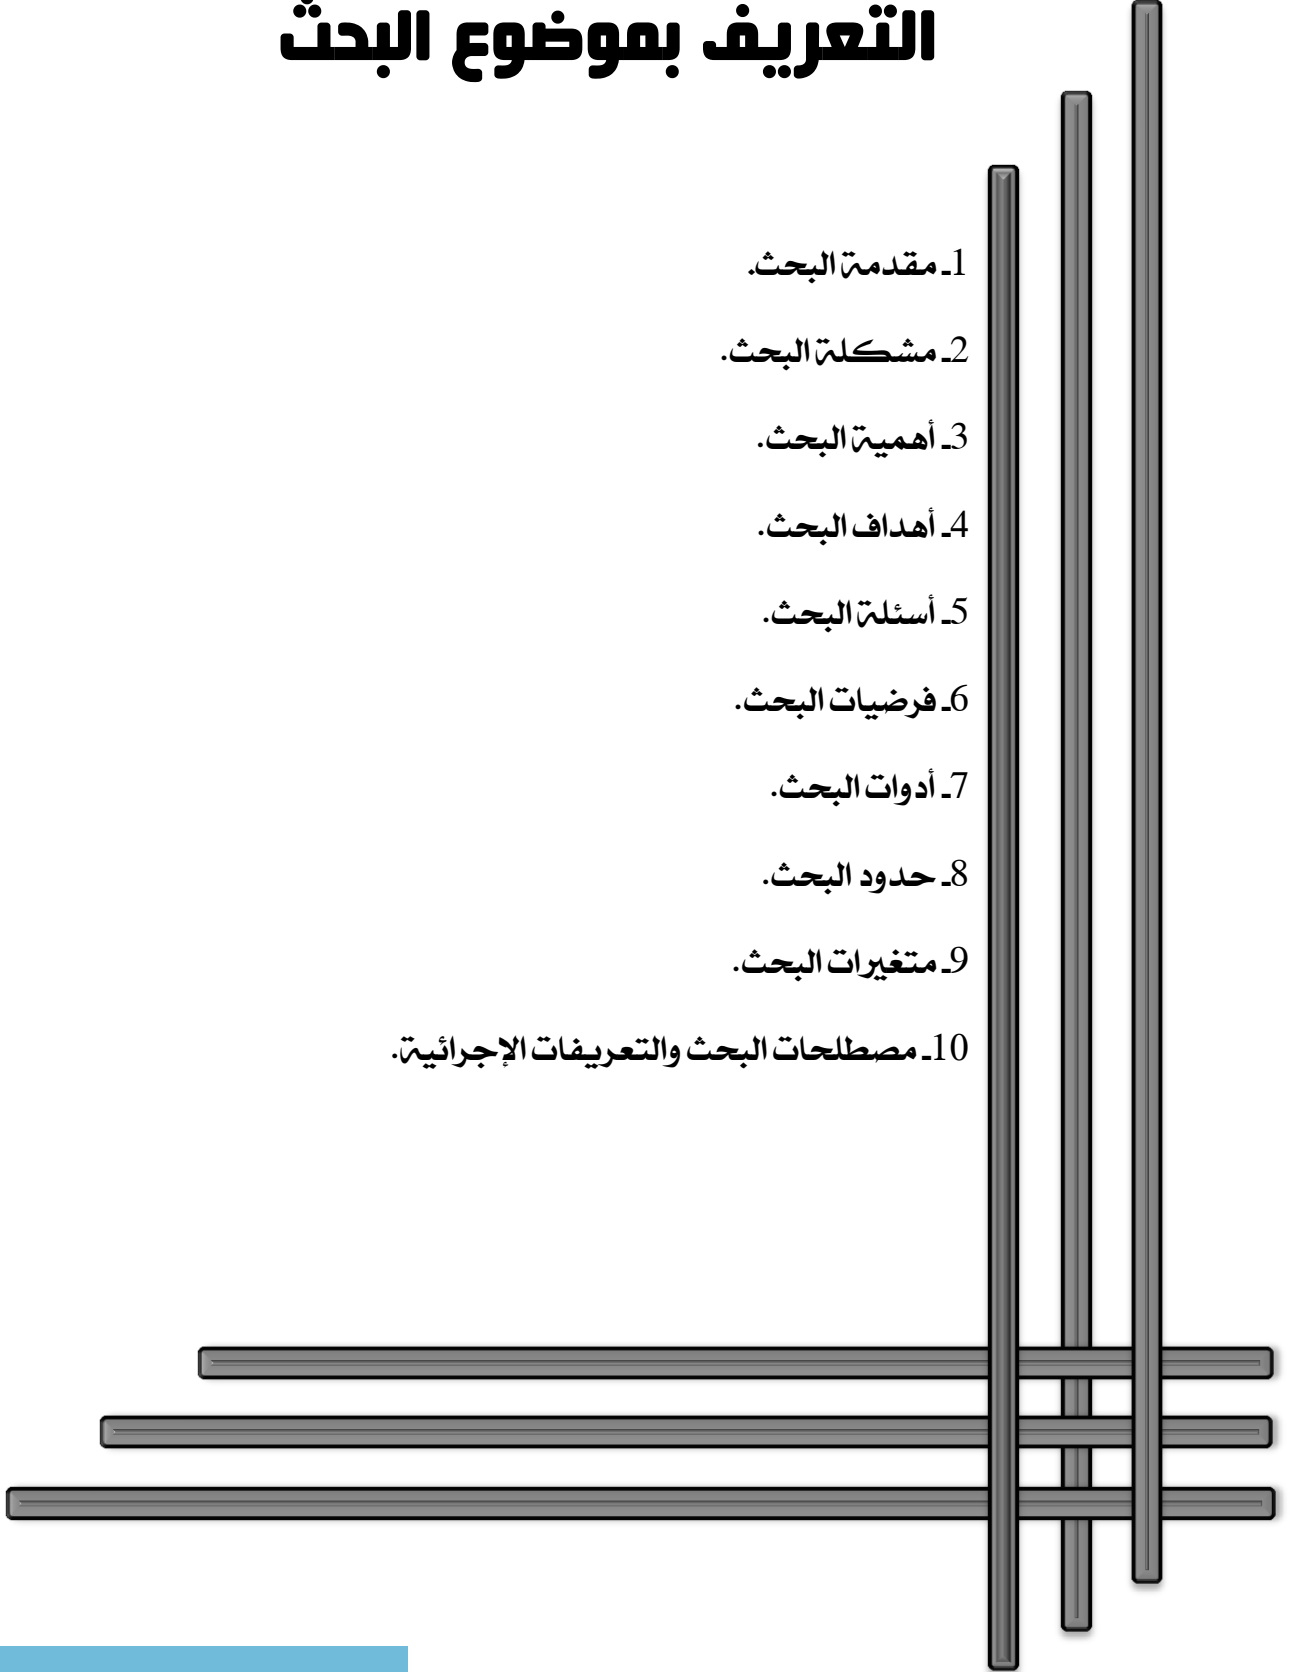 التعريف بموضوع البحث
1ـ مقدمة البحث.
2ـ مشكلة البحث.
3ـ أهمية البحث.
4ـ أهداف البحث.
5ـ أسئلة البحث.
6ـ فرضيات البحث.
7ـ أدوات البحث.
8ـ حدود البحث.
9ـ متغيرات البحث.
10ـ مصطلحات البحث والتعريفات الإجرائية.